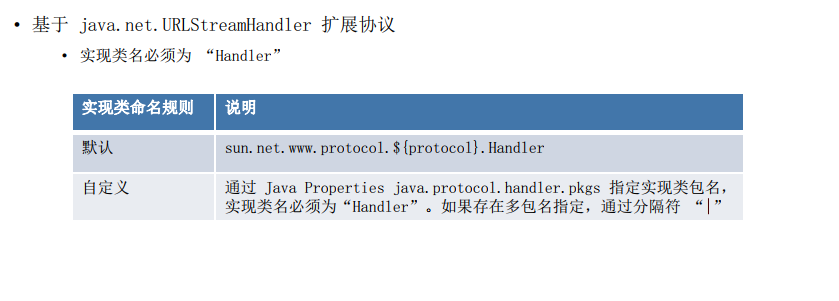 • 基于 java.net.URLStreamHandler 扩展协议
• 实现类名必须为 “Handler”
实现类命名规则 说明
默认 sun.net.www.protocol.${protocol}.Handler
自定义 通过 Java Properties java.protocol.handler.pkgs 指定实现类包名，
实现类名必须为“Handler”。如果存在多包名指定，通过分隔符 “|”